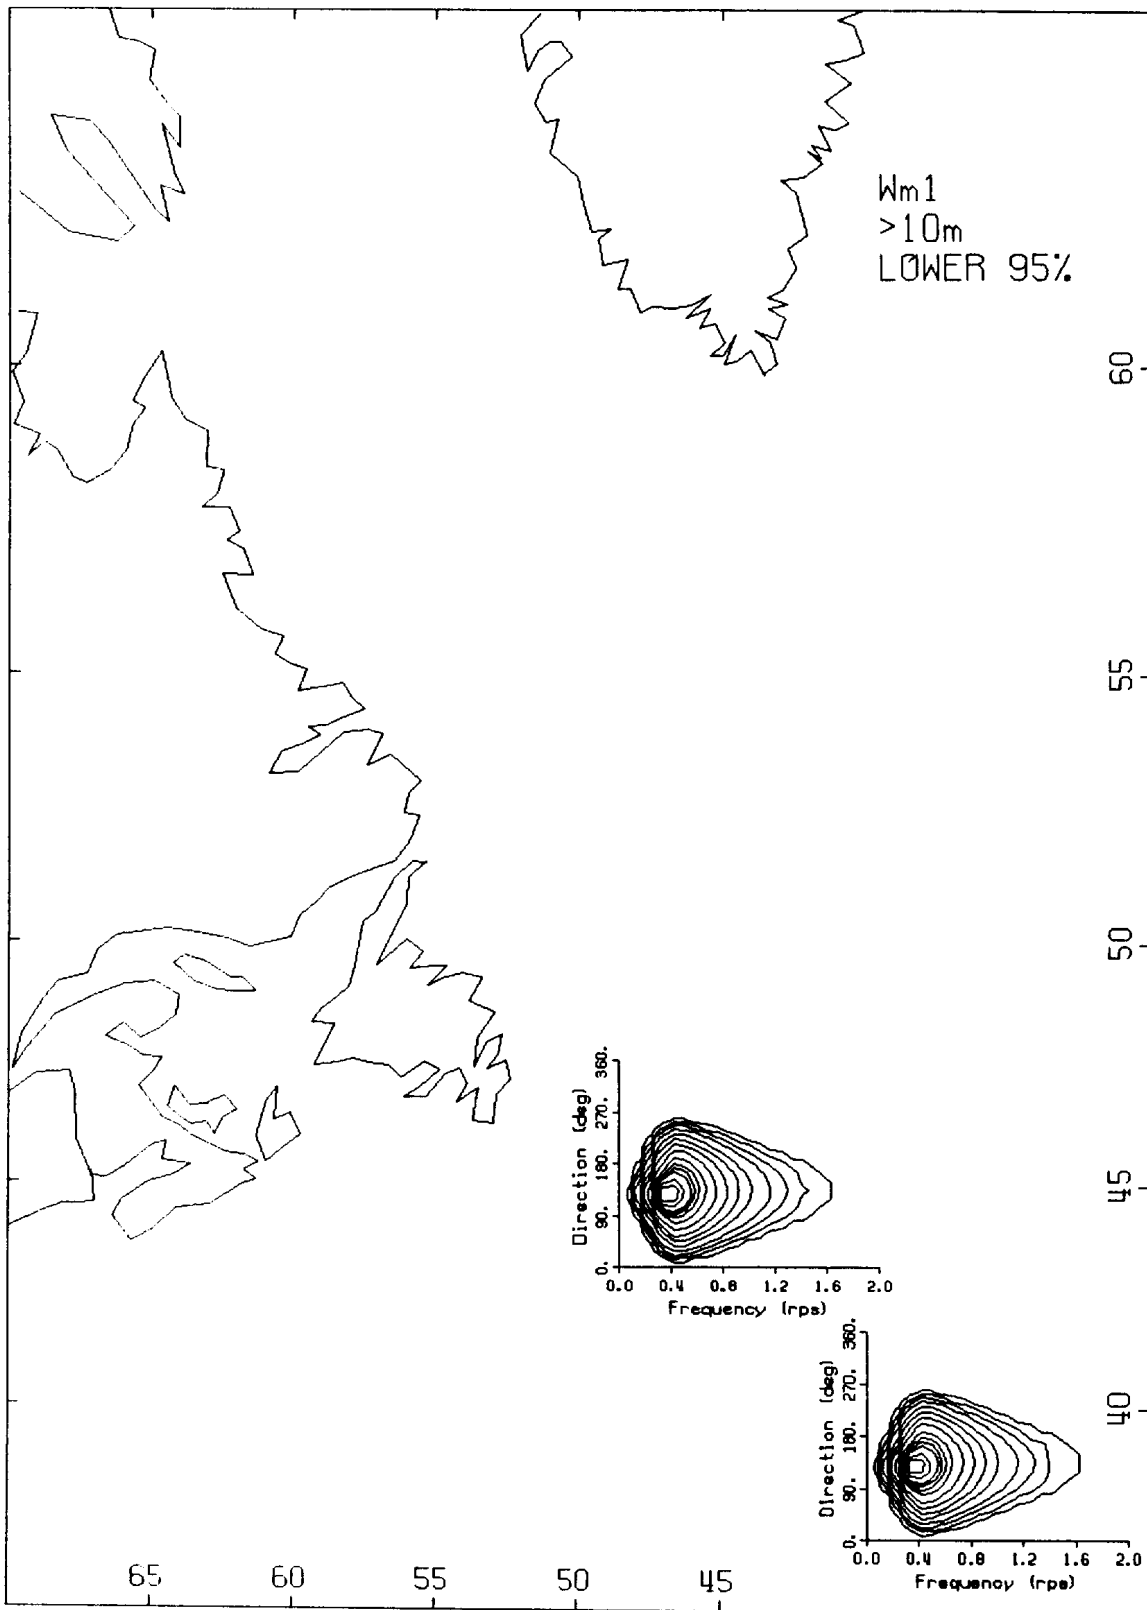 Wm1
>10m
LOWER 95%
60
55
50
45
40
360.
270.
180.
90.
0.
Direction (deg)
0.0 0.4 0.8 1.2 1.6 2.0
Frequency (rps)
360.
270.
180.
90.
0.
Direction (deg)
0.0 0.4 0.8 1.2 1.6 2.0
Frequency (rps)
65 60 55 50 45